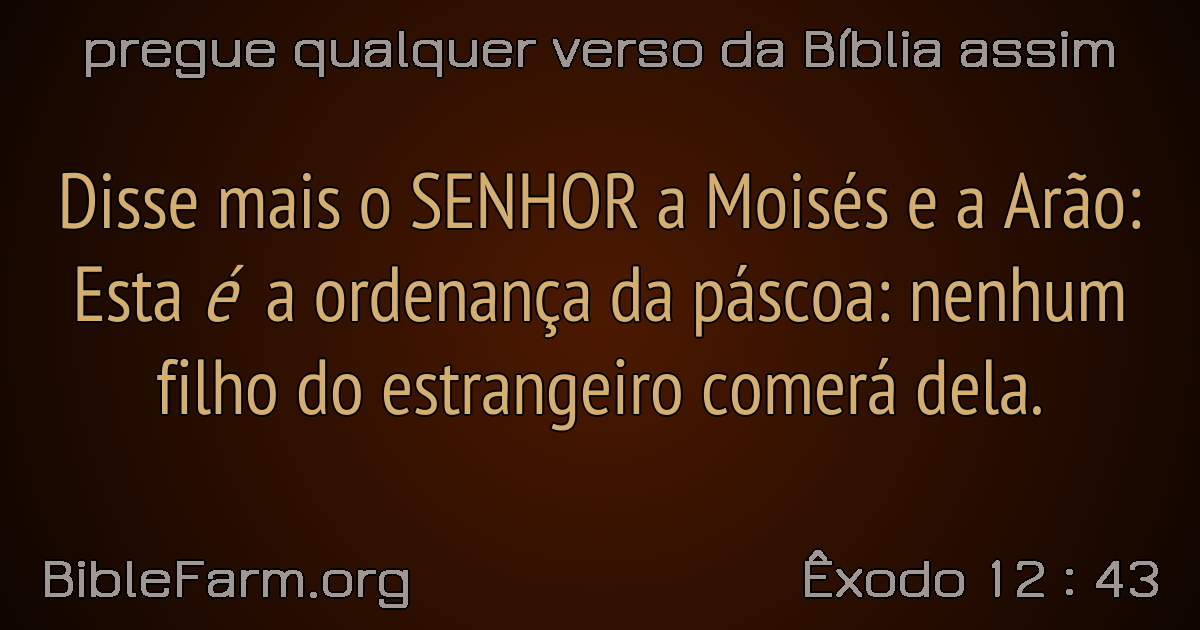 pregue qualquer verso da Bíblia assim
Disse mais o SENHOR a Moisés e a Arão:
Esta é a ordenança da páscoa: nenhum
filho do estrangeiro comerá dela.
BibleFarm.org
Êxodo 12 : 43